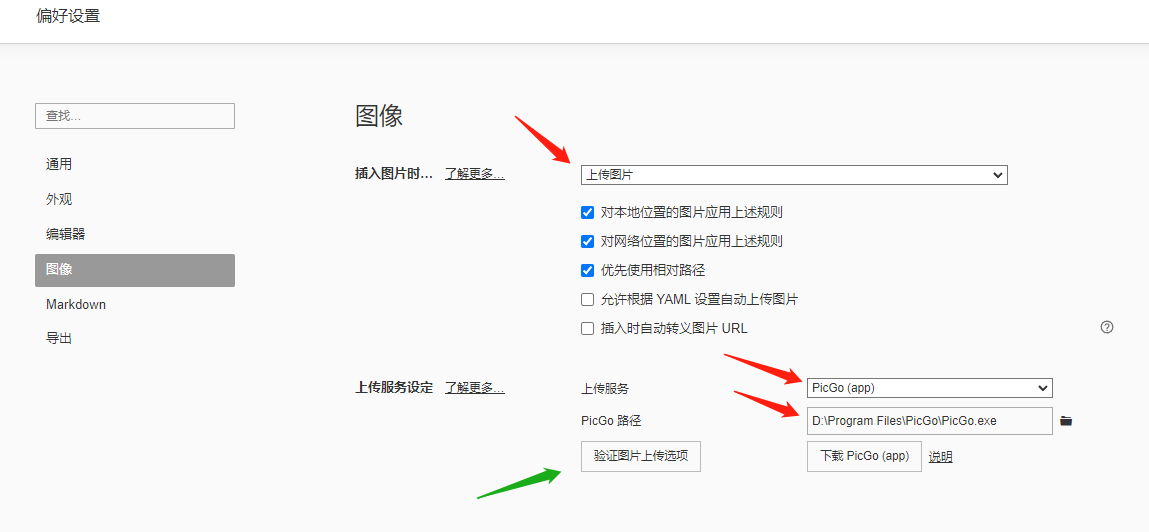 偏好设置
查找...
通用
外观
编辑器
图像
Markdown
导出
图像
插入图片时... 了解更多... 上传图片
对本地位置的图片应用上述规则
对网络位置的图片应用上述规则
优先使用相对路径
允许根据 YAML 设置自动上传图片
插入时自动转义图片 URL
上传服务设定 了解更多... 上传服务 PicGo (app)
PicGo 路径 D:\Program Files\PicGo\PicGo.exe
验证图片上传选项 下载 PicGo (app) 说明